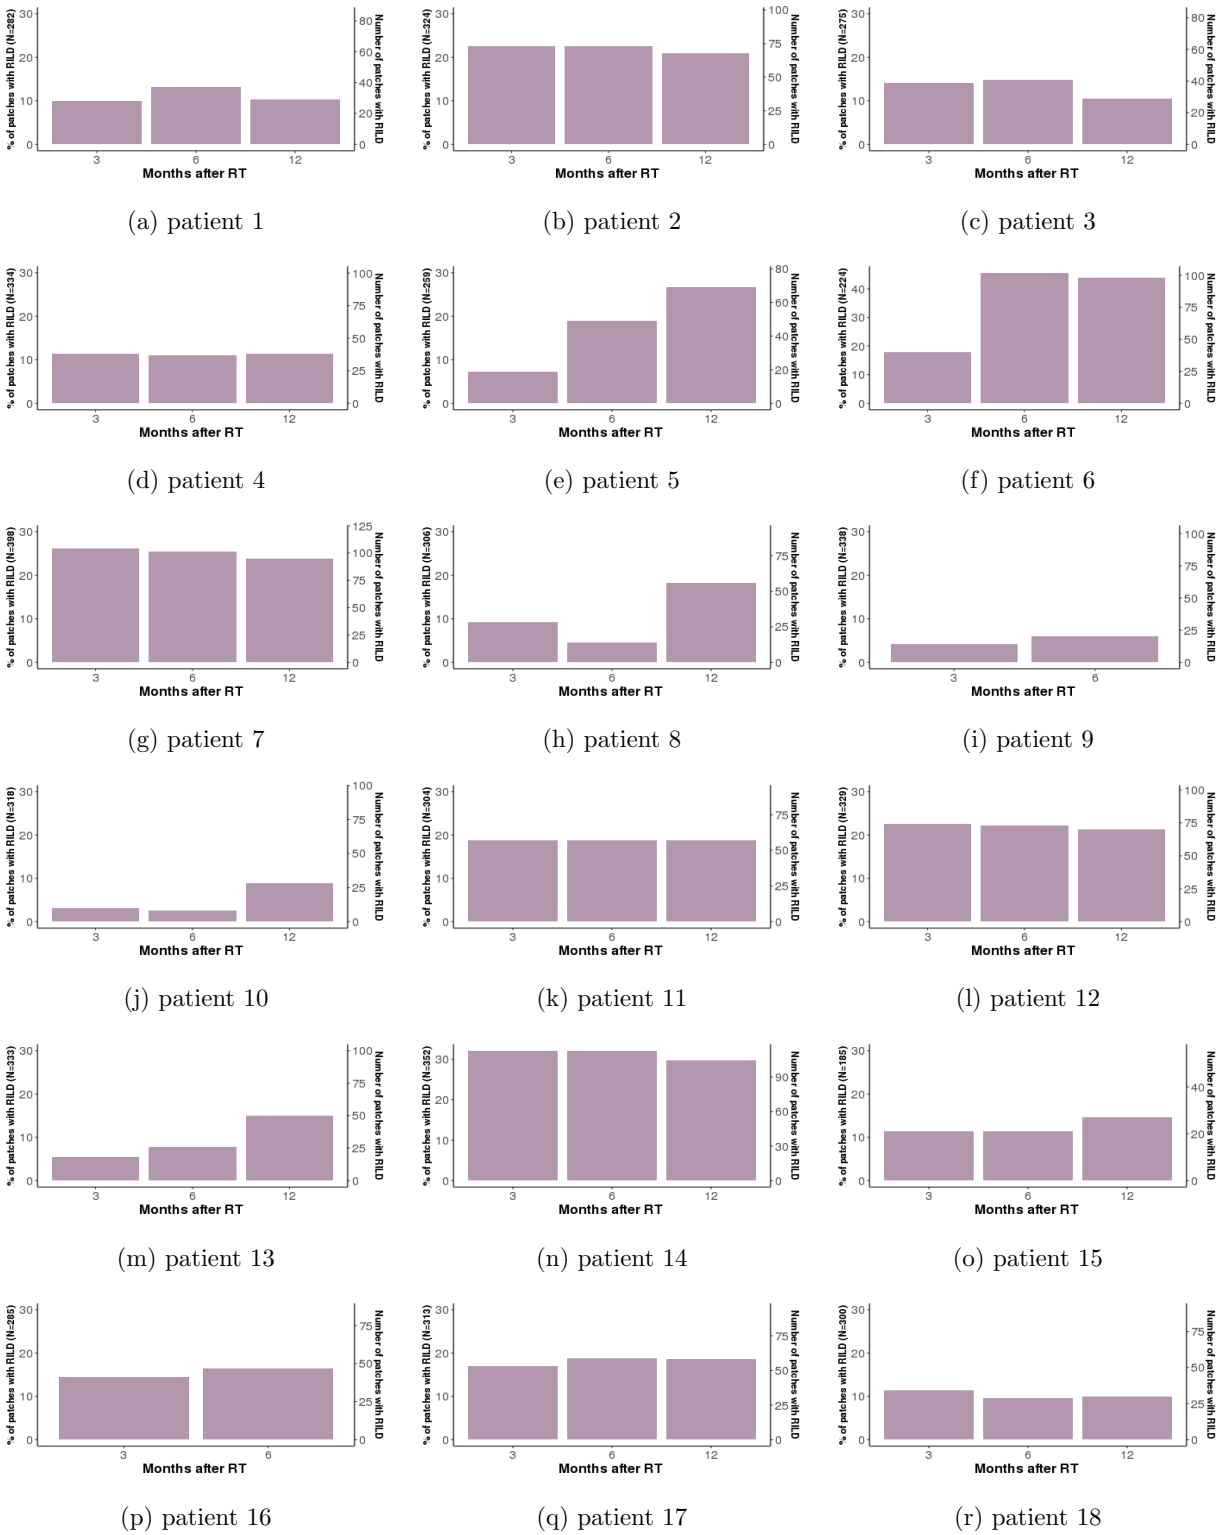 % of patches with RILD (N=282)
30
20
10
0
80
60
40
20
0
Number of patches with RILD
3 6 12
Months after RT
(a) patient 1
% of patches with RILD (N=324)
30
20
10
0
100
75
50
25
0
Number of patches with RILD
3 6 12
Months after RT
(b) patient 2
% of patches with RILD (N=275)
30
20
10
0
80
60
40
20
0
Number of patches with RILD
3 6 12
Months after RT
(c) patient 3
% of patches with RILD (N=334)
30
20
10
0
100
75
50
25
0
Number of patches with RILD
3 6 12
Months after RT
(d) patient 4
% of patches with RILD (N=259)
30
20
10
0
80
60
40
20
0
Number of patches with RILD
3 6 12
Months after RT
(e) patient 5
% of patches with RILD (N=224)
40
30
20
10
0
100
75
50
25
0
Number of patches with RILD
3 6 12
Months after RT
(f) patient 6
% of patches with RILD (N=398)
30
20
10
0
125
100
75
50
25
0
Number of patches with RILD
3 6 12
Months after RT
(g) patient 7
% of patches with RILD (N=306)
30
20
10
0
75
50
25
0
Number of patches with RILD
3 6 12
Months after RT
(h) patient 8
% of patches with RILD (N=338)
30
20
10
0
100
75
50
25
0
Number of patches with RILD
3 6
Months after RT
(i) patient 9
% of patches with RILD (N=318)
30
20
10
0
100
75
50
25
0
Number of patches with RILD
3 6 12
Months after RT
(j) patient 10
% of patches with RILD (N=304)
30
20
10
0
75
50
25
0
Number of patches with RILD
3 6 12
Months after RT
(k) patient 11
% of patches with RILD (N=329)
30
20
10
0
100
75
50
25
0
Number of patches with RILD
3 6 12
Months after RT
(l) patient 12
% of patches with RILD (N=333)
30
20
10
0
100
75
50
25
0
Number of patches with RILD
3 6 12
Months after RT
(m) patient 13
% of patches with RILD (N=352)
30
20
10
0
90
60
30
0
Number of patches with RILD
3 6 12
Months after RT
(n) patient 14
% of patches with RILD (N=185)
30
20
10
0
40
20
0
Number of patches with RILD
3 6 12
Months after RT
(o) patient 15
% of patches with RILD (N=285)
30
20
10
0
75
50
25
0
Number of patches with RILD
3 6
Months after RT
(p) patient 16
% of patches with RILD (N=313)
30
20
10
0
75
50
25
0
Number of patches with RILD
3 6 12
Months after RT
(q) patient 17
% of patches with RILD (N=300)
30
20
10
0
75
50
25
0
Number of patches with RILD
3 6 12
Months after RT
(r) patient 18